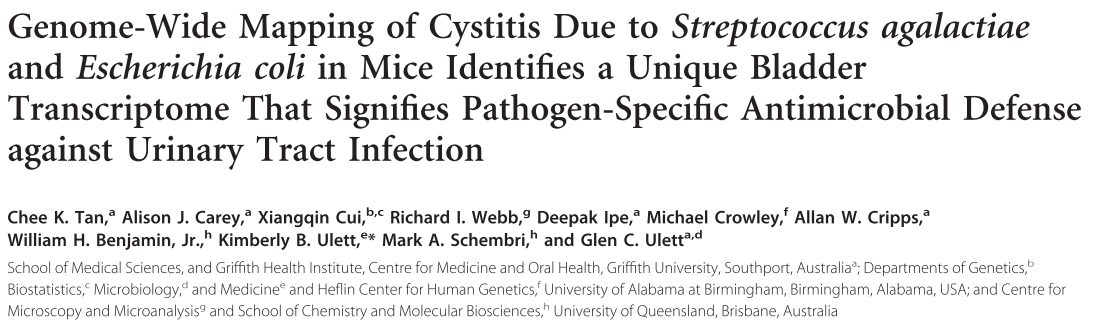 Genome-Wide Mapping of Cystitis Due to Streptococcus agalactiae
and Escherichia coli in Mice Identifies a Unique Bladder
Transcriptome That Signifies Pathogen-Specific Antimicrobial Defense
against Urinary Tract Infection
Chee K. Tan,a Alison J. Carey,a Xiangqin Cui,b,c Richard I. Webb,g Deepak Ipe,a Michael Crowley,f Allan W. Cripps,a
William H. Benjamin, Jr.,h Kimberly B. Ulett,e* Mark A. Schembri,h and Glen C. Uletta,d
School of Medical Sciences, and Griffith Health Institute, Centre for Medicine and Oral Health, Griffith University, Southport, Australiaa; Departments of Genetics,b
Biostatistics,c Microbiology,d and Medicinee and Heflin Center for Human Genetics,f University of Alabama at Birmingham, Birmingham, Alabama, USA; and Centre for
Microscopy and Microanalysisg and School of Chemistry and Molecular Biosciences,h University of Queensland, Brisbane, Australia